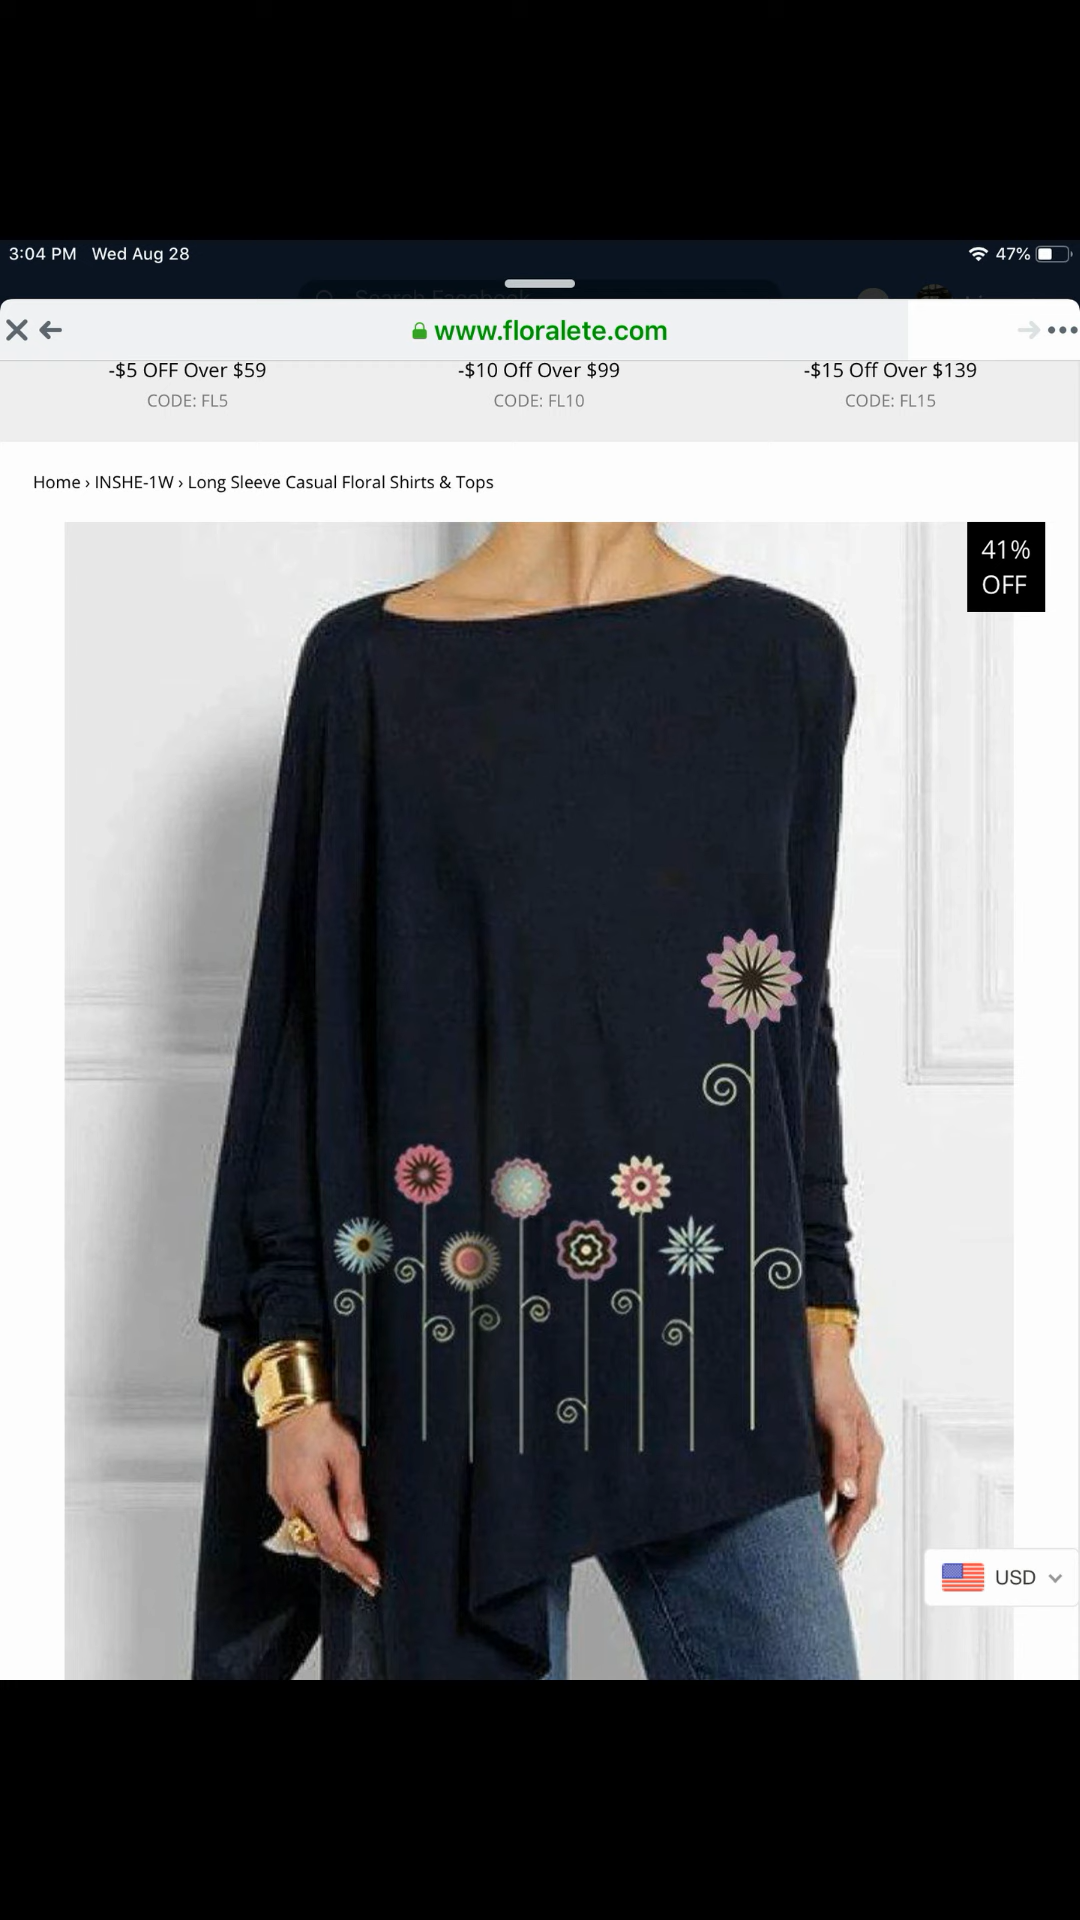 3:04 PM Wed Aug 28 47%
Search Facebook
www.floralete.com
-$5 OFF Over $59 -$10 Off Over $99 -$15 Off Over $139
CODE: FL5 CODE: FL10 CODE: FL15
Home › INSHE-1W › Long Sleeve Casual Floral Shirts & Tops
41%
OFF
USD